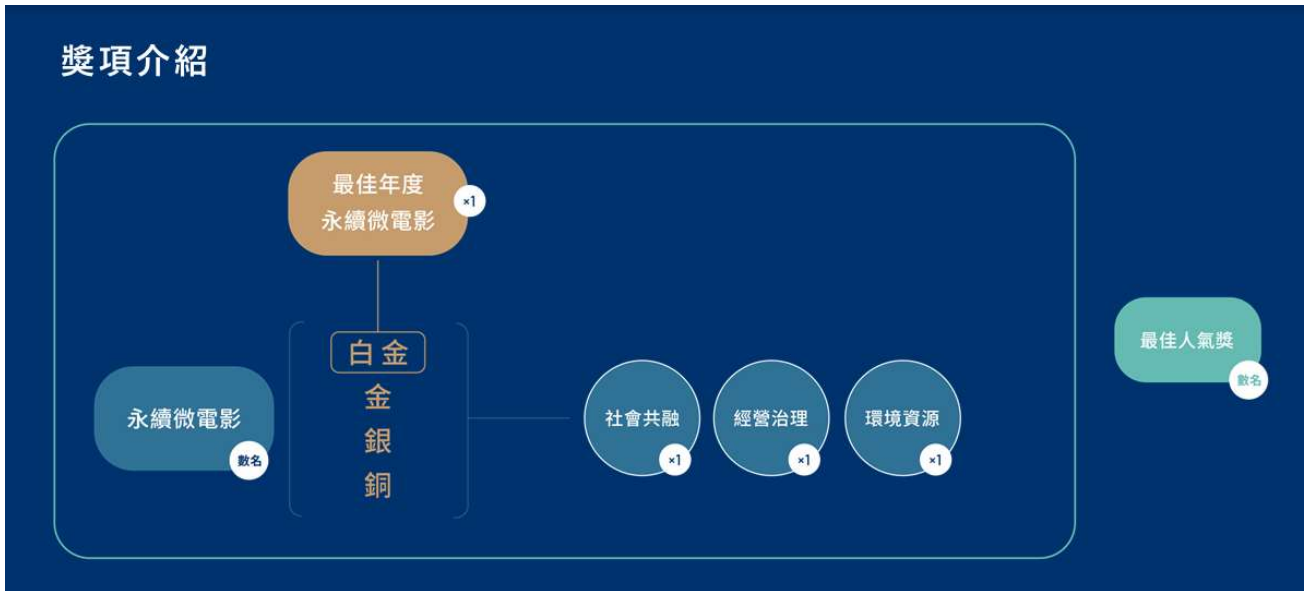 獎項介紹
最佳年度
永續微電影
×1
白金
金
銀
銅
永續微電影
數名
社會共融
×1
經營治理
×1
環境資源
×1
最佳人氣獎
數名